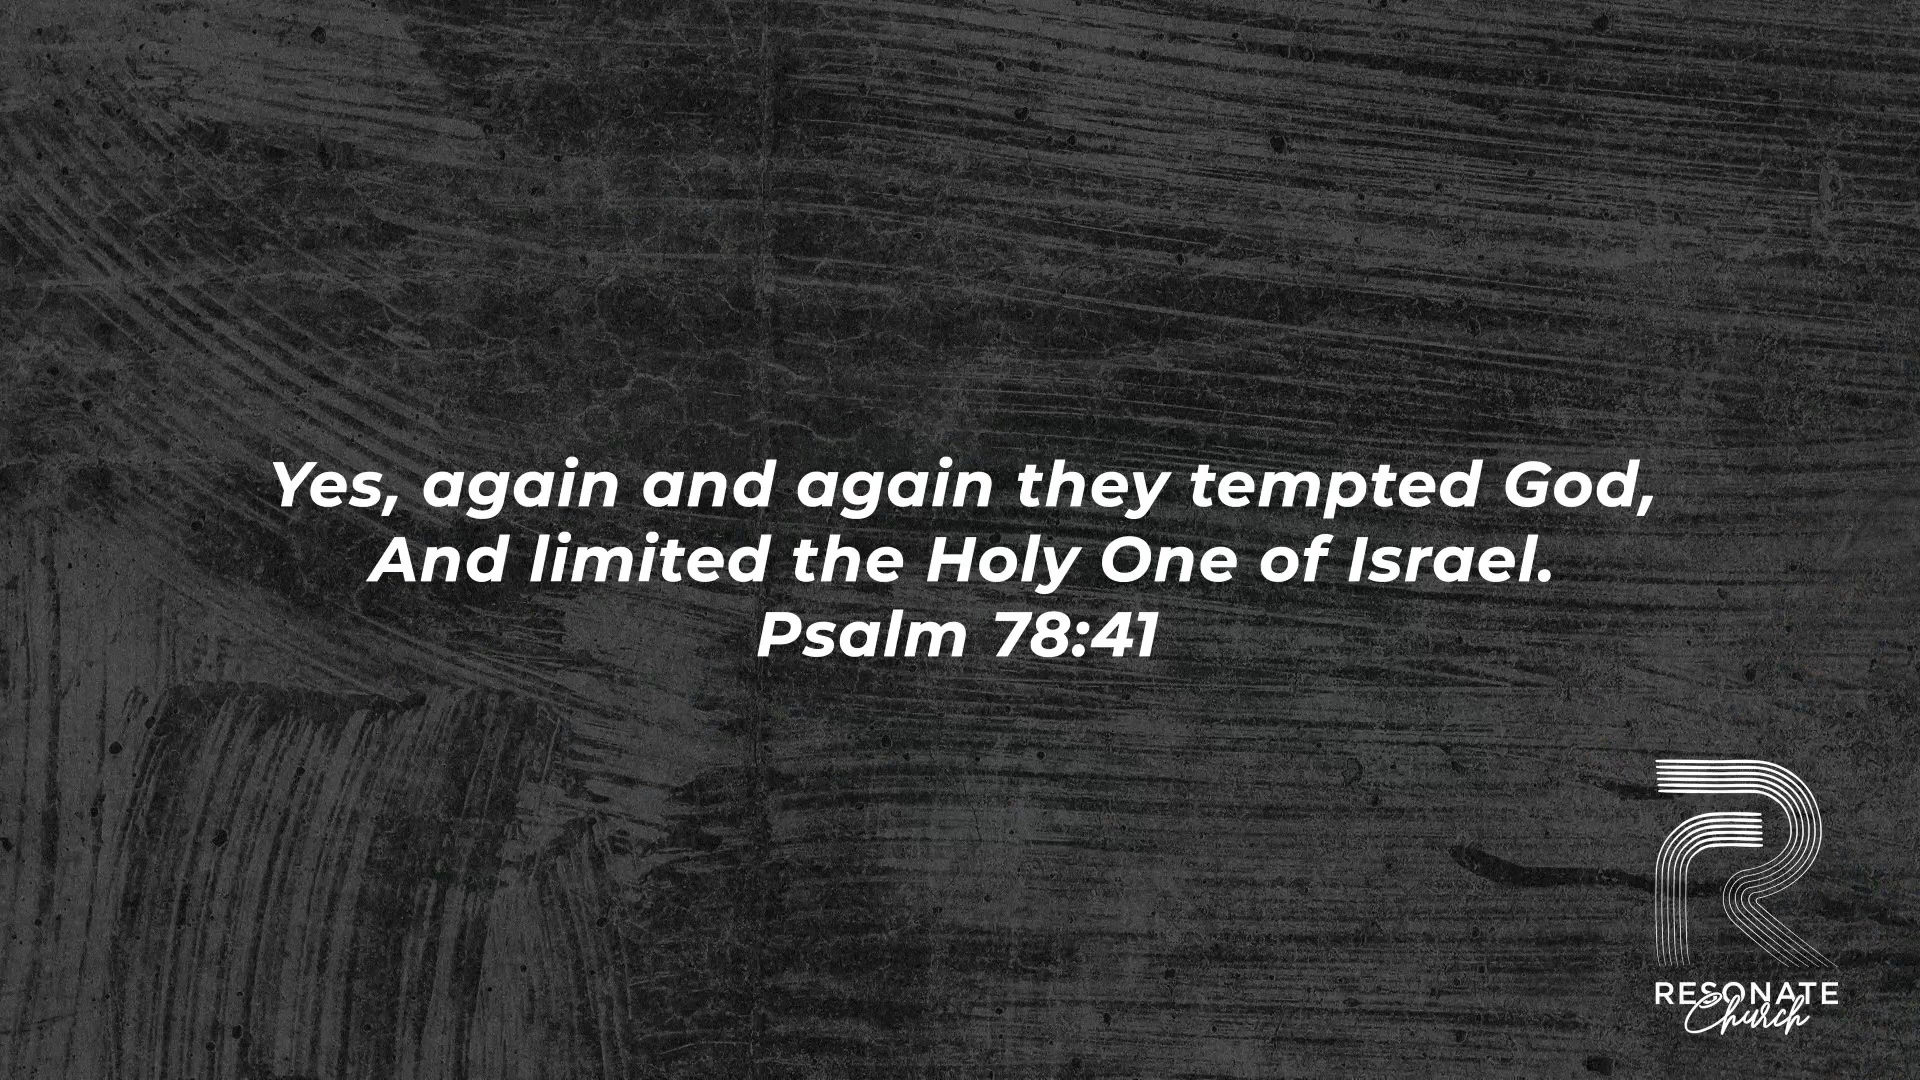 Yes, again and again they tempted God,
And limited the Holy One of Israel.
Psalm 78:41
RESONATE
Church